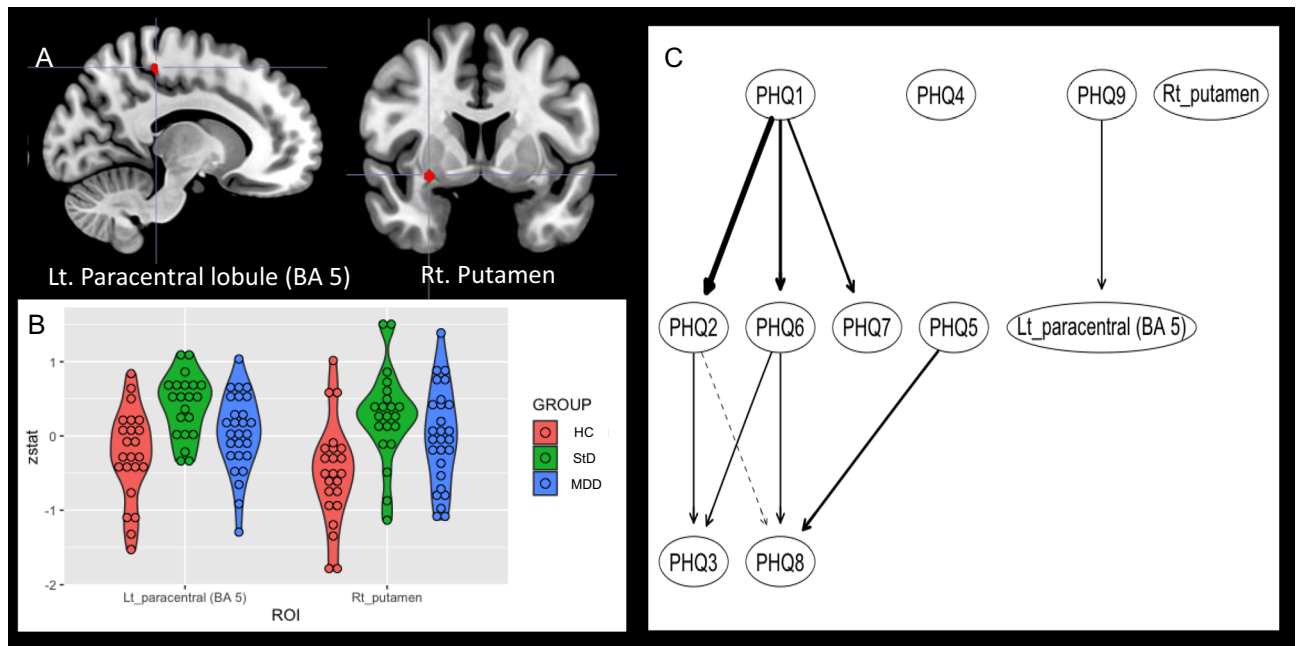 A
Lt. Paracentral lobule (BA 5)
Rt. Putamen
B
zstat
1
0
-1
-2
Lt_paracentral (BA 5)
Rt_putamen
ROI
GROUP
HC
StD
MDD
C
PHQ1
PHQ4
PHQ9
Rt_putamen
PHQ2
PHQ6
PHQ7
PHQ5
Lt_paracentral (BA 5)
PHQ3
PHQ8